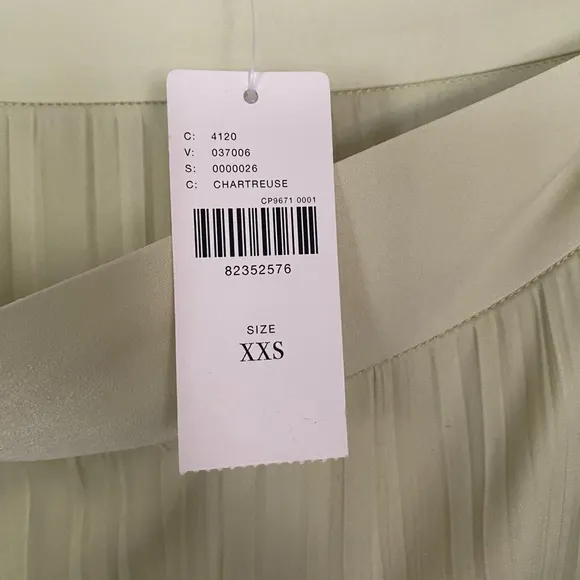 C: 4120
V: 037006
S: 0000026
C: CHARTREUSE
CP9671 0001
82352576
SIZE
XXS